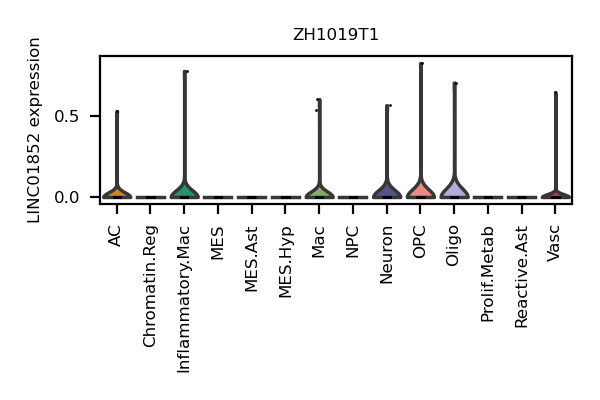 ZH1019T1
LINC01852 expression
0.5
0.0
AC
Chromatin.Reg
Inflammatory.Mac
MES
MES.Ast
MES.Hyp
Mac
NPC
Neuron
OPC
Oligo
Prolif.Metab
Reactive.Ast
Vasc